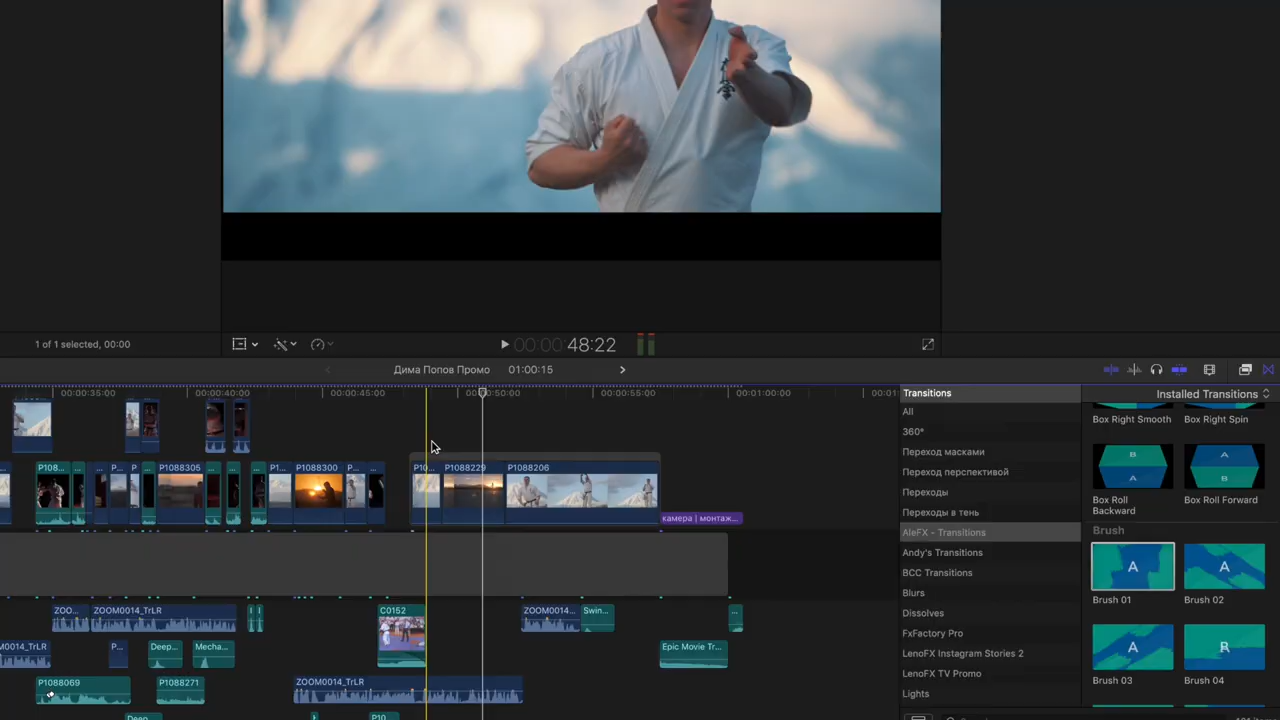 1 of 1 selected, 00:00
00:00:48:22
Дима Попов Промо
01:00:15
00:00:35:00
00:00:40:00
00:00:45:00
00:00:50:00
00:00:55:00
00:01:00:00
P108...
P1088305
P1...
P1088300
P...
P10...
P1088229
P1088206
камера | монтаж...
ZOO...
ZOOM0014_TrLR
C0152
ZOOM0014...
Swin...
M0014_TrLR
P...
Deep...
Mecha...
Epic Movie Tr...
P1088069
P1088271
ZOOM0014_TrLR
Deep
P10...
Transitions
All
360°
Переход масками
Переход перспективой
Переходы
Переходы в тень
AleFX - Transitions
Andy's Transitions
BCC Transitions
Blurs
Dissolves
FxFactory Pro
LenoFX Instagram Stories 2
LenoFX TV Promo
Lights
Installed Transitions
Box Right Smooth
Box Right Spin
B
A
A
B
Box Roll
Backward
Box Roll Forward
Brush
A
A
Brush 01
Brush 02
A
Brush 03
Brush 04